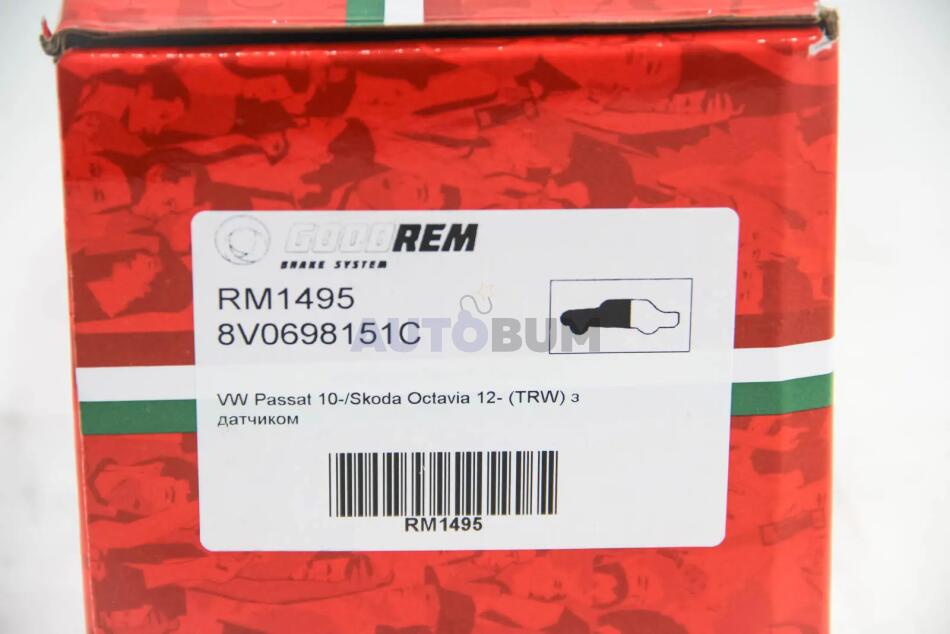 GOODREM
BRAKE SYSTEM
RM1495
8V0698151C
AUTOBUM
VW Passat 10-/Skoda Octavia 12- (TRW) з
датчиком
RM1495